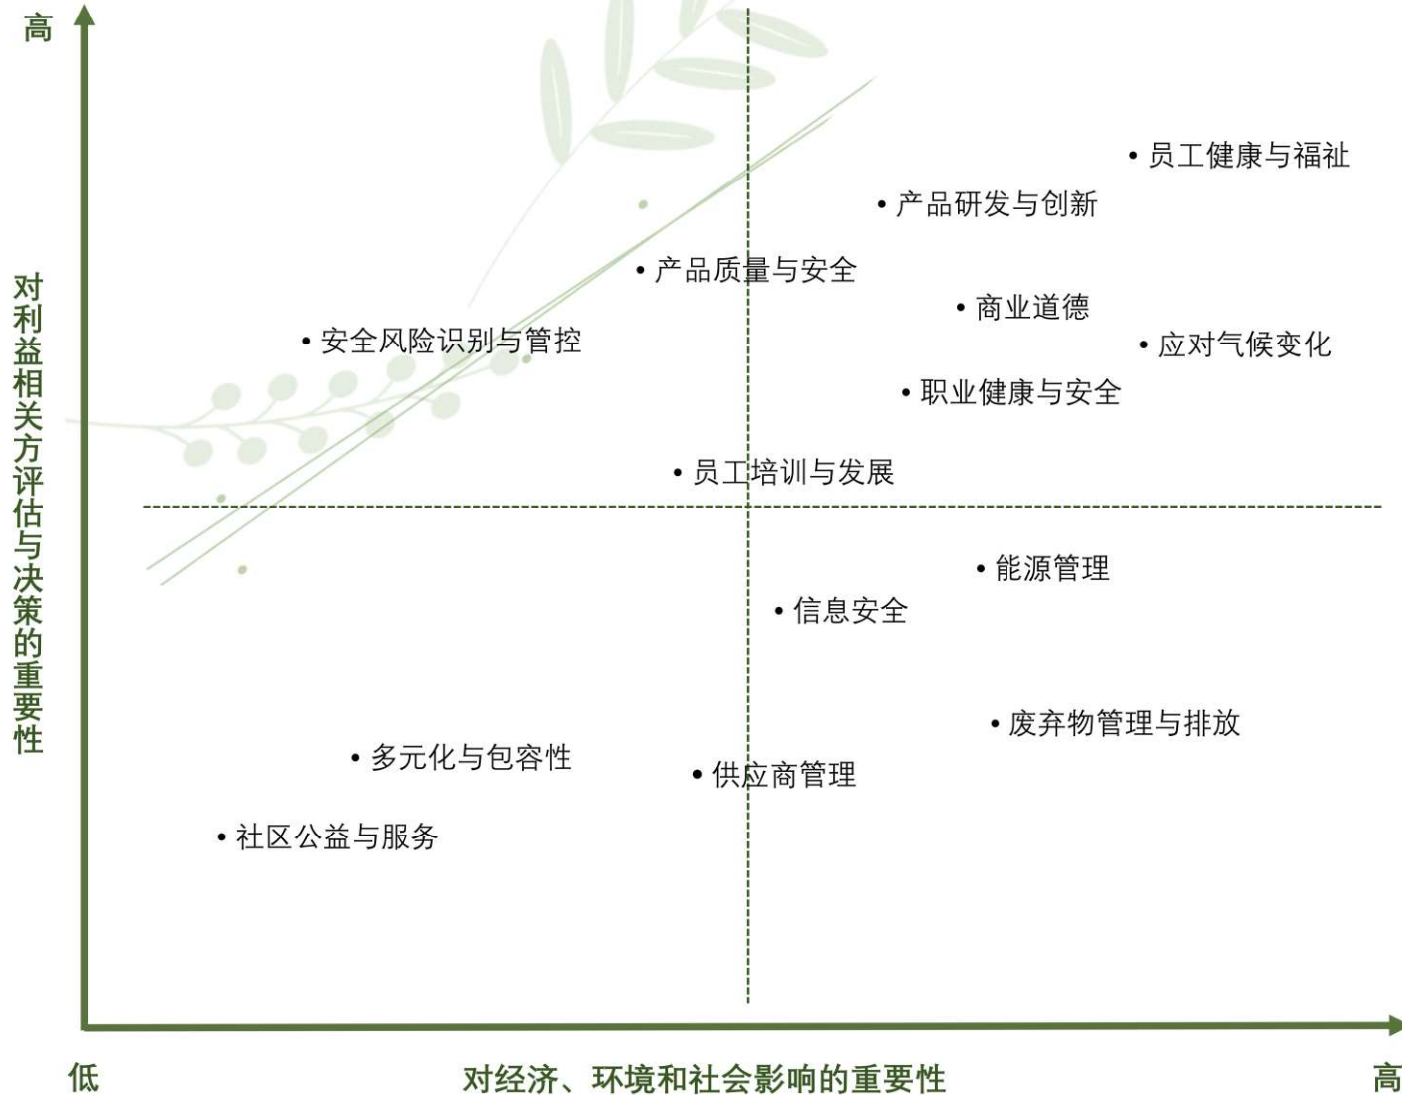 高
对利益相关方评估与决策的重要性
员工健康与福祉
产品研发与创新
产品质量与安全
商业道德
安全风险识别与管控
应对气候变化
职业健康与安全
员工培训与发展
能源管理
信息安全
废弃物管理与排放
多元化与包容性
供应商管理
社区公益与服务
低
对经济、环境和社会影响的重要性
高